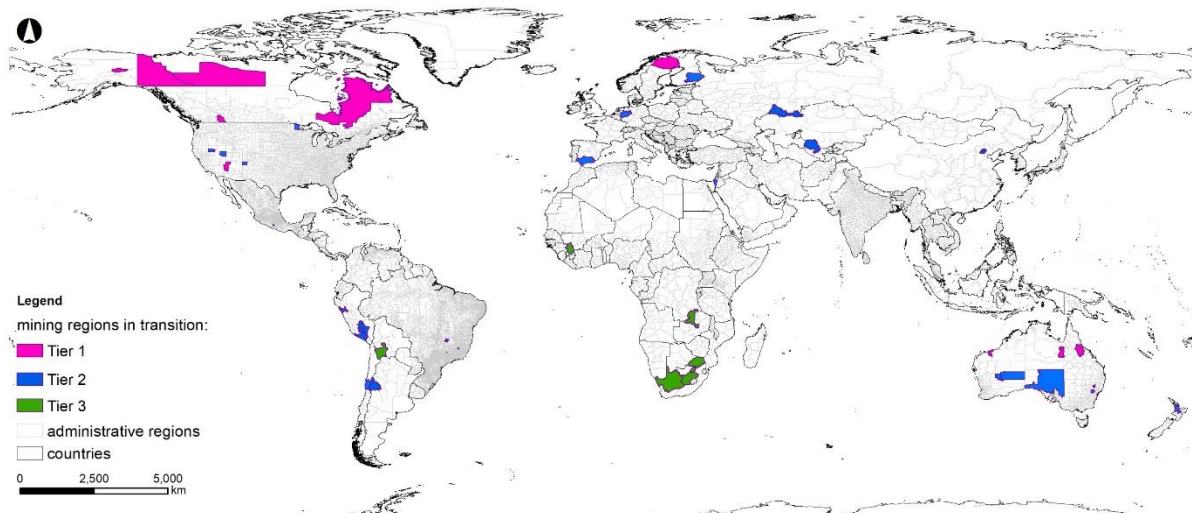 Legend
mining regions in transition:
Tier 1
Tier 2
Tier 3
administrative regions
countries
0 2,500 5,000
km